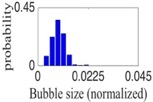 0.45
probability
0
0 0.0225 0.045
Bubble size (normalized)